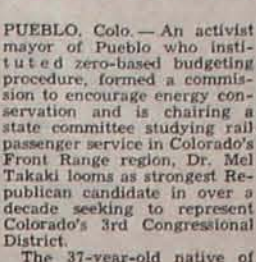 PUEBLO, Colo. — An activist
mayor of Pueblo who insti-
tuted zero-based budgeting
procedure, formed a commis-
sion to encourage energy con-
servation and is chairing a
state committee studying rail
passenger service in Colorado's
Front Range region, Dr. Mel
Takaki looms as strongest Re-
publican candidate in over a
decade seeking to represent
Colorado's 3rd Congressional
District.
The 37-year-old native of